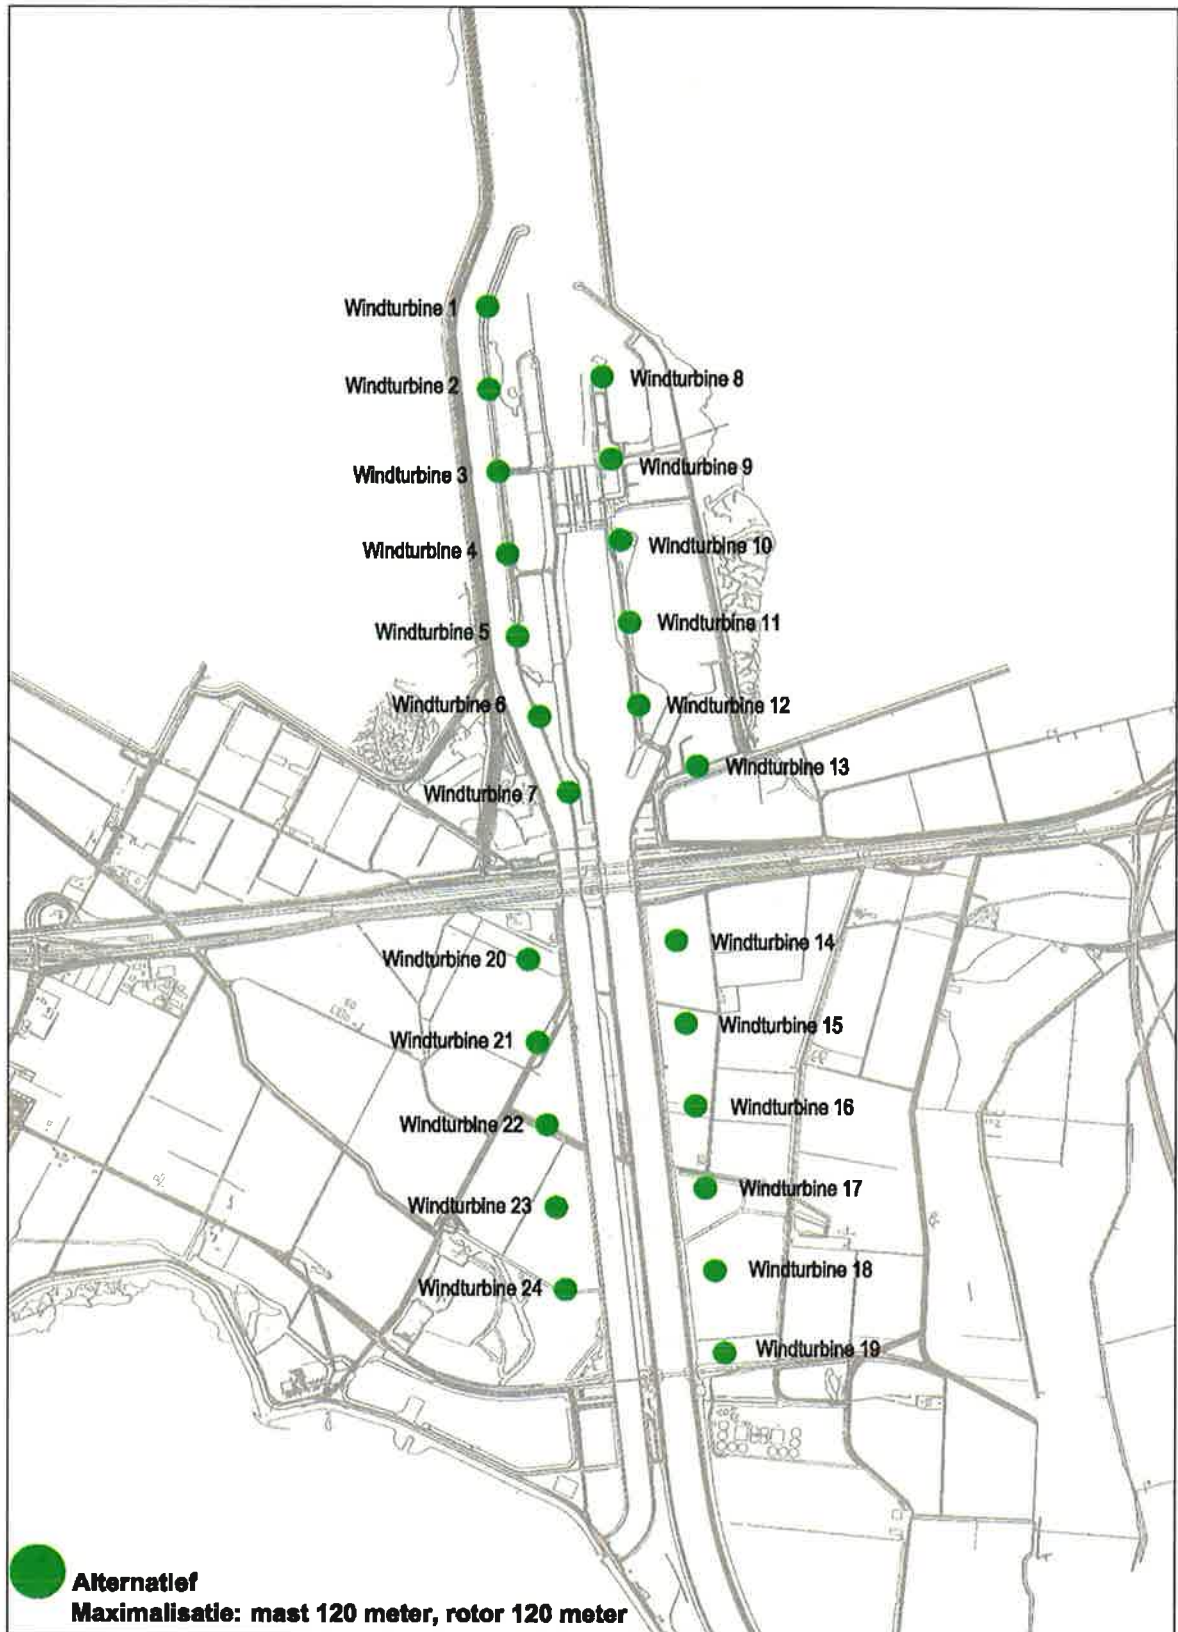 Windturbine 1
Windturbine 2
Windturbine 8
Windturbine 3
Windturbine 9
Windturbine 4
Windturbine 10
Windturbine 5
Windturbine 11
Windturbine 6
Windturbine 12
Windturbine 7
Windturbine 13
Windturbine 20
Windturbine 14
Windturbine 21
Windturbine 15
Windturbine 22
Windturbine 16
Windturbine 23
Windturbine 17
Windturbine 24
Windturbine 18
Windturbine 19
Alternatief
Maximalisatie: mast 120 meter, rotor 120 meter